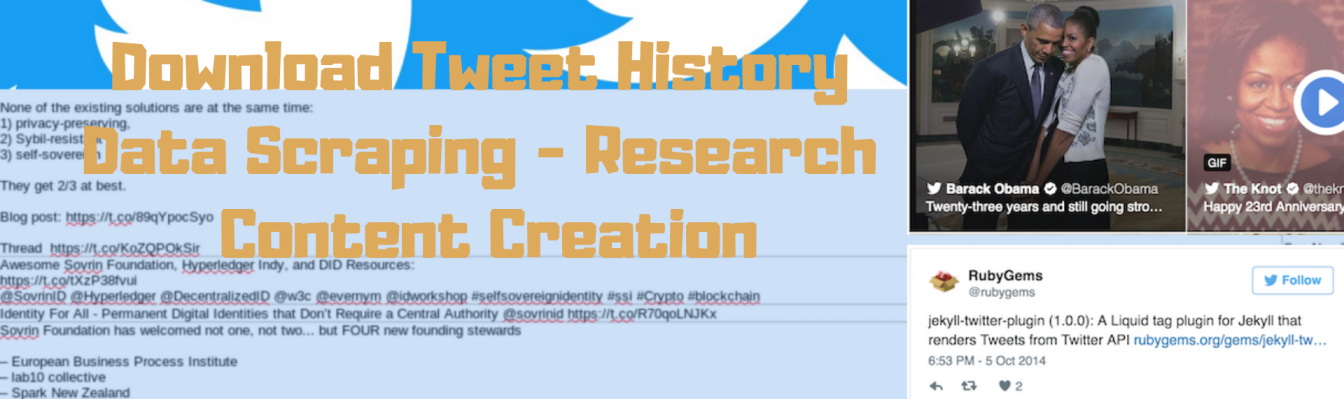 Download Tweet History
Data Scraping - Research
Content Creation
None of the existing solutions are at the same time:
1) privacy-preserving,
2) Sybil-resistant
3) self-sovereign
They get 2/3 at best.
Blog post: https://t.co/89qYpocSyo
Thread https://t.co/KoZQPOkSir
Awesome Sovrin Foundation, Hyperledger Indy, and DID Resources:
https://t.co/tXzP38fvui
@SovrinID @Hyperledger @DecentralizedID @w3c @evernym @idworkshop #selfsovereignidentity #ssi #Crypto #blockchain
Identity For All - Permanent Digital Identities that Don't Require a Central Authority @sovrinid https://t.co/R70qoLNJKx
Sovrin Foundation has welcomed not one, not two... but FOUR new founding stewards
– European Business Process Institute
– lab10 collective
– Spark New Zealand
Barack Obama @BarackObama
Twenty-three years and still going stro...
GIF
The Knot @thekn
Happy 23rd Anniversary
RubyGems
@rubygems
Follow
jekyll-twitter-plugin (1.0.0): A Liquid tag plugin for Jekyll that
renders Tweets from Twitter API rubygems.org/gems/jekyll-tw...
6:53 PM - 5 Oct 2014
2